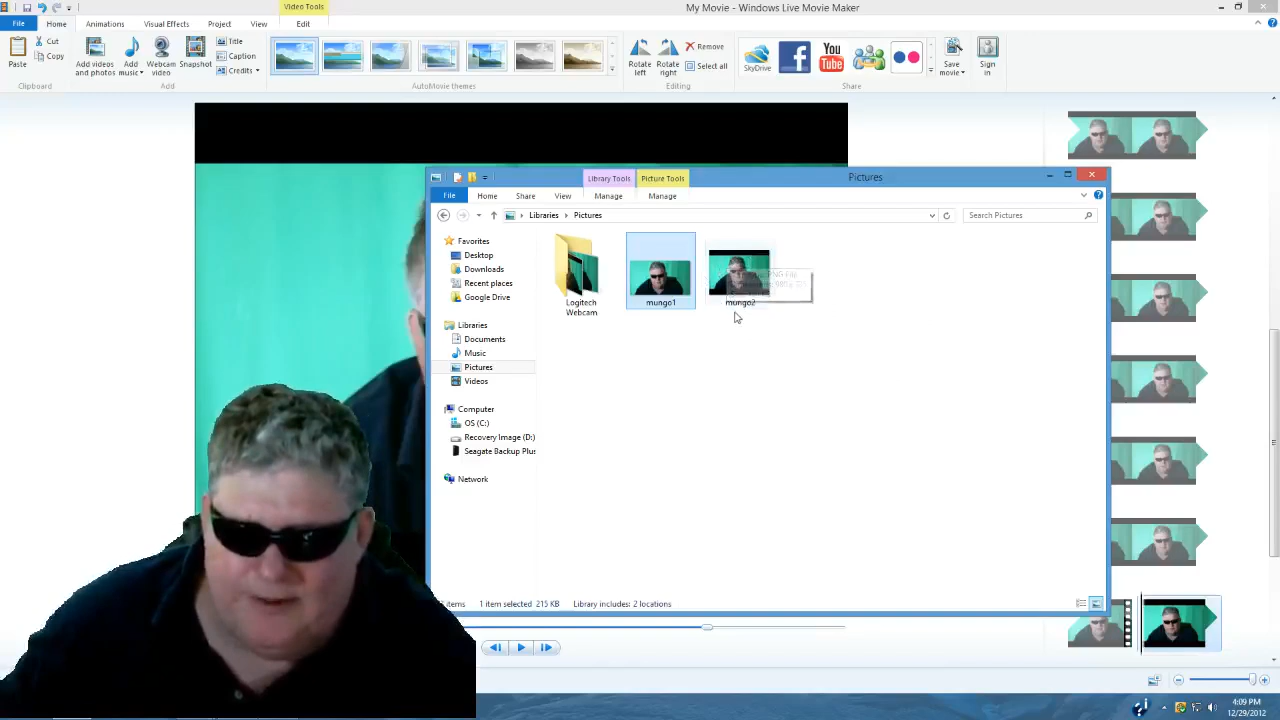 Video Tools
My Movie - Windows Live Movie Maker
File
Home
Animations
Visual Effects
Project
View
Edit
Paste
Cut
Copy
Add videos and photos
Add music
Webcam video
Snapshot
Title
Caption
Credits
Rotate left
Rotate right
Remove
Select all
SkyDrive
You Tube
Save movie
Sign in
Clipboard
Add
AutoMovie themes
Editing
Share
Library Tools
Picture Tools
Pictures
File
Home
Share
View
Manage
Manage
Libraries
Pictures
Search Pictures
Favorites
Desktop
Downloads
Recent places
Google Drive
Libraries
Documents
Music
Pictures
Videos
Computer
OS (C:)
Recovery Image (D:)
Seagate Backup Plus
Network
Logitech Webcam
mungo1
mungo2
PNG File
items
1 item selected 215 KB
Library includes: 2 locations
4:09 PM
12/29/2012